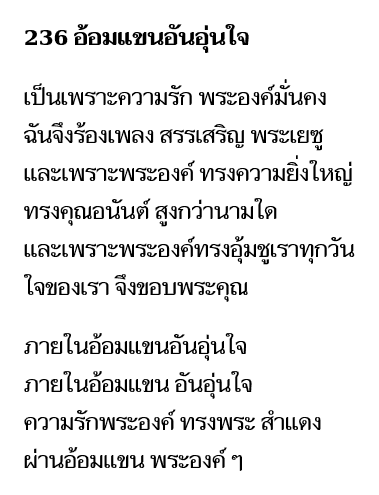 236 อ้อมแขนอันอุ่นใจ
เป็นเพราะความรัก พระองค์มั่นคง
ฉันจึงร้องเพลง สรรเสริญ พระเยซู
และเพราะพระองค์ ทรงความยิ่งใหญ่
ทรงคุณอนันต์ สูงกว่านามใด
และเพราะพระองค์ทรงอุ้มชูเราทุกวัน
ใจของเรา จึงขอบพระคุณ
ภายในอ้อมแขนอันอุ่นใจ
ภายในอ้อมแขน อันอุ่นใจ
ความรักพระองค์ ทรงพระ สำแดง
ผ่านอ้อมแขน พระองค์ ๆ